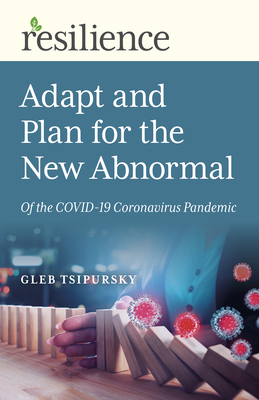 resilience
Adapt and
Plan for the
New Abnormal
Of the COVID-19 Coronavirus Pandemic
GLEB TSIPURSKY